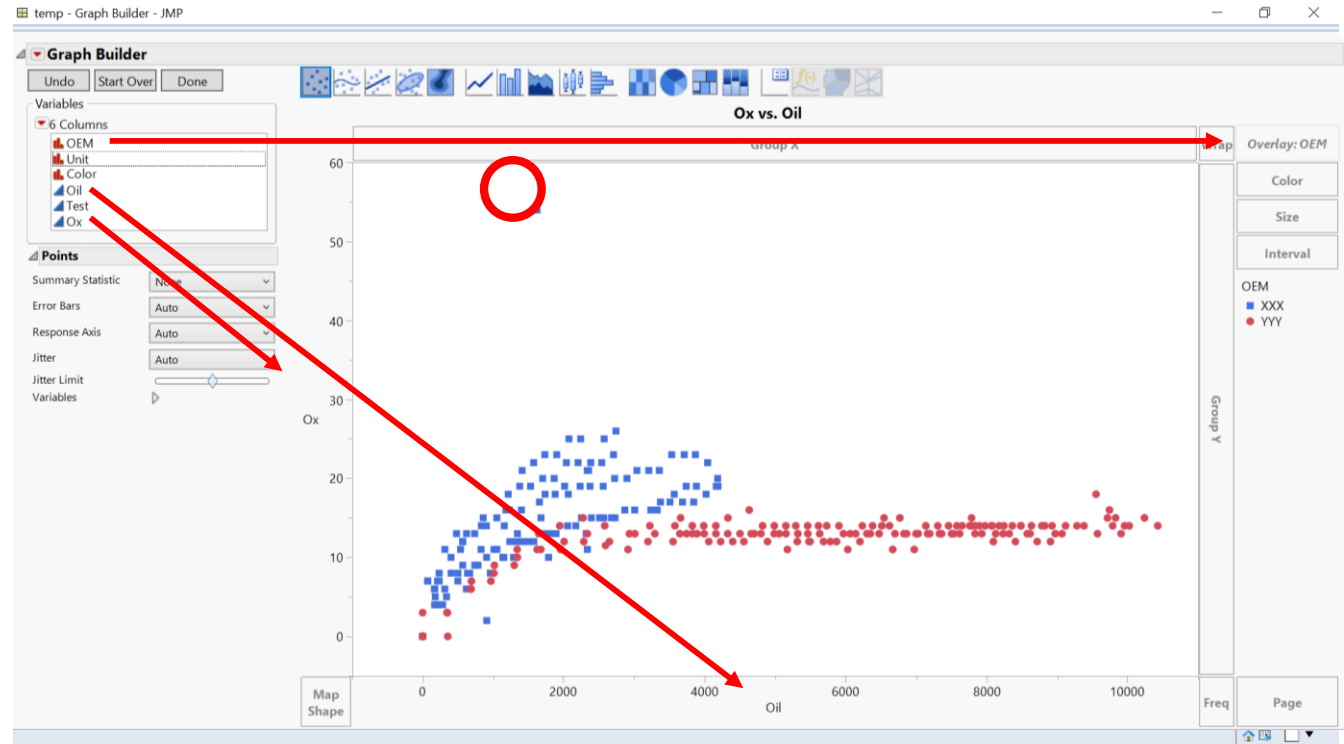 temp - Graph Builder - JMP
Graph Builder
Undo Start Over Done
Variables
6 Columns
OEM
Unit
Color
Oil
Test
Ox
Points
Summary Statistic None
Error Bars Auto
Response Axis Auto
Jitter Auto
Jitter Limit
Variables
Ox vs. Oil
Group X
Wrap
Overlay: OEM
Color
Size
Interval
OEM
XXX
YYY
60
50
40
30
20
10
0
Ox
Group Y
Map
Shape
0 2000 4000 6000 8000 10000
Oil
Freq
Page